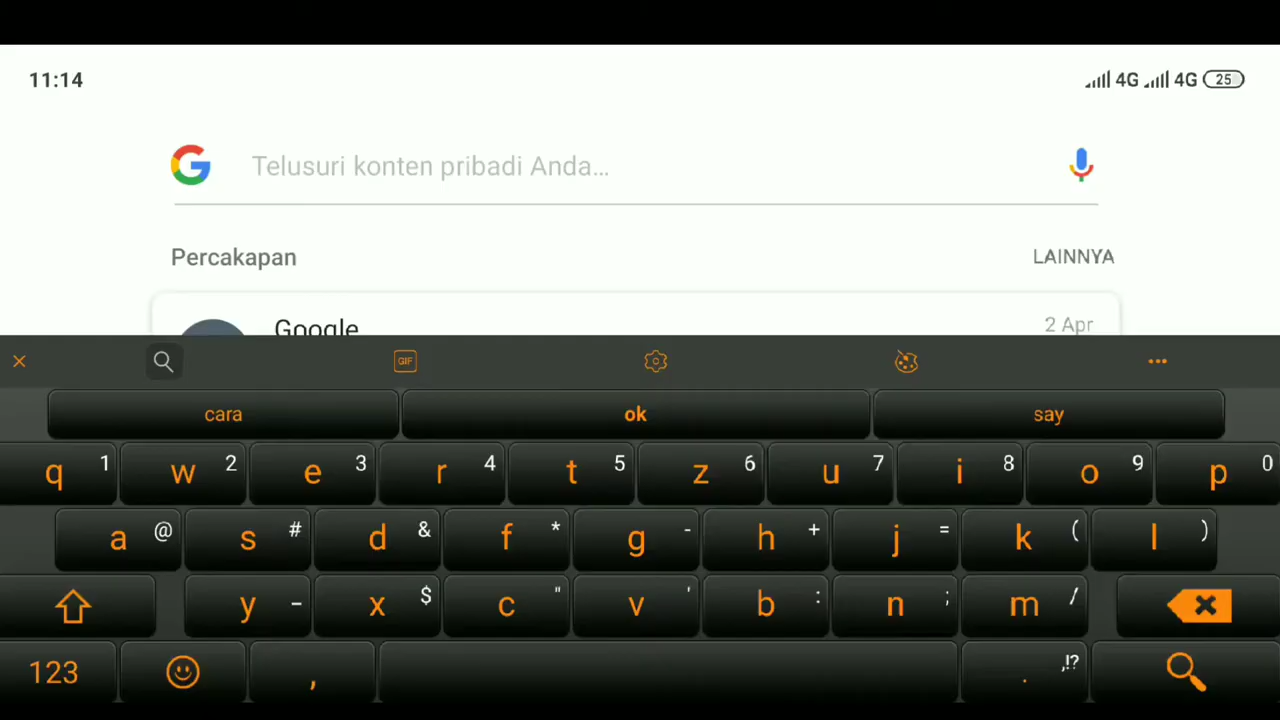 11:14 4G 4G 25
Telusuri konten pribadi Anda...
Percakapan LAINNYA
Google 2 Apr
GIF
cara ok say
q 1 w 2 e 3 r 4 t 5 z 6 u 7 i 8 o 9 p 0
a @ s # d & f * g - h + j = k ( l )
y – x $ c " v ' b : n ; m /
123 , . ,!?